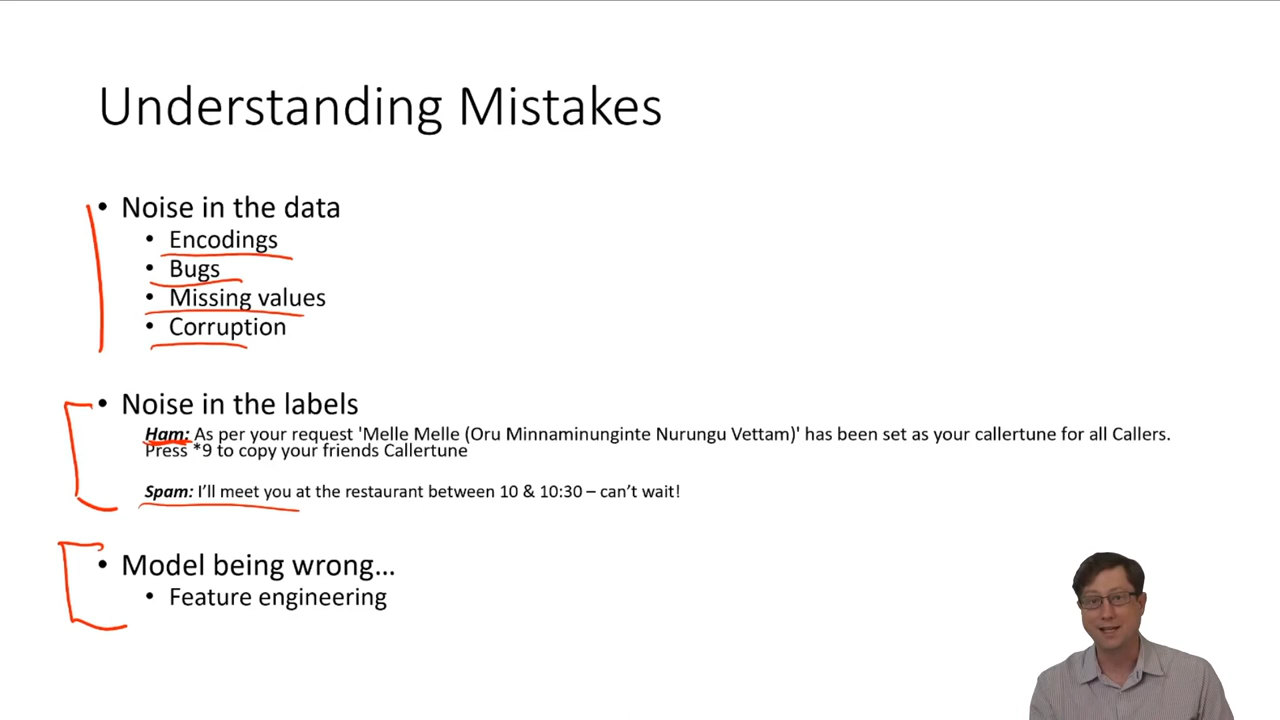 Understanding Mistakes
• Noise in the data
• Encodings
• Bugs
• Missing values
• Corruption
• Noise in the labels
Ham: As per your request 'Melle Melle (Oru Minnaminunginte Nurungu Vettam)' has been set as your callertune for all Callers.
Press *9 to copy your friends Callertune
Spam: I'll meet you at the restaurant between 10 & 10:30 – can't wait!
• Model being wrong…
• Feature engineering